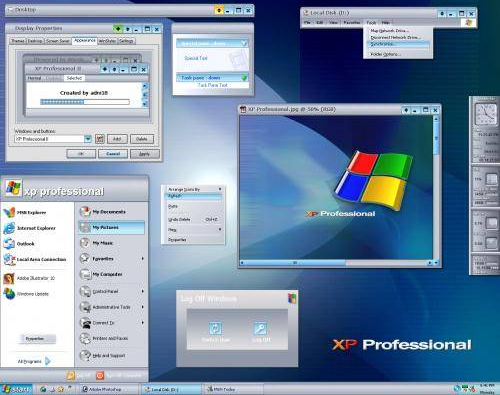 Desktop
Display Properties
Themes Desktop Screen Saver Appearance WinStyles Settings
XP Professional II
Normal Disabled Selected
Created by adni18
Windows and buttons:
XP Professional II
Add
Delete
OK
Cancel
Apply
Special pane - down
Special Text
Task pane - down
Task Pane Text
Local Disk (D:)
File Edit View Favorites Tools Help
Map Network Drive...
Disconnect Network Drive...
Synchronize...
Folder Options...
XP Professional.jpg @ 50% (RGB)
XP Professional
xp professional
MSN Explorer
Internet Explorer
Outlook
Local Area Connection
Adobe Illustrator 10
Windows Update
Properties
All Programs
My Documents
My Pictures
My Music
Favorites
My Computer
Control Panel
Administrative Tools
Connect To
Printers and Faxes
Help and Support
Arrange Icons By
Refresh
Paste
Undo Delete Ctrl+Z
New
Properties
Log Off Windows
Switch User
Log Off
XP Professional
start
Adobe Photoshop
Local Disk (D:)
MSN Today